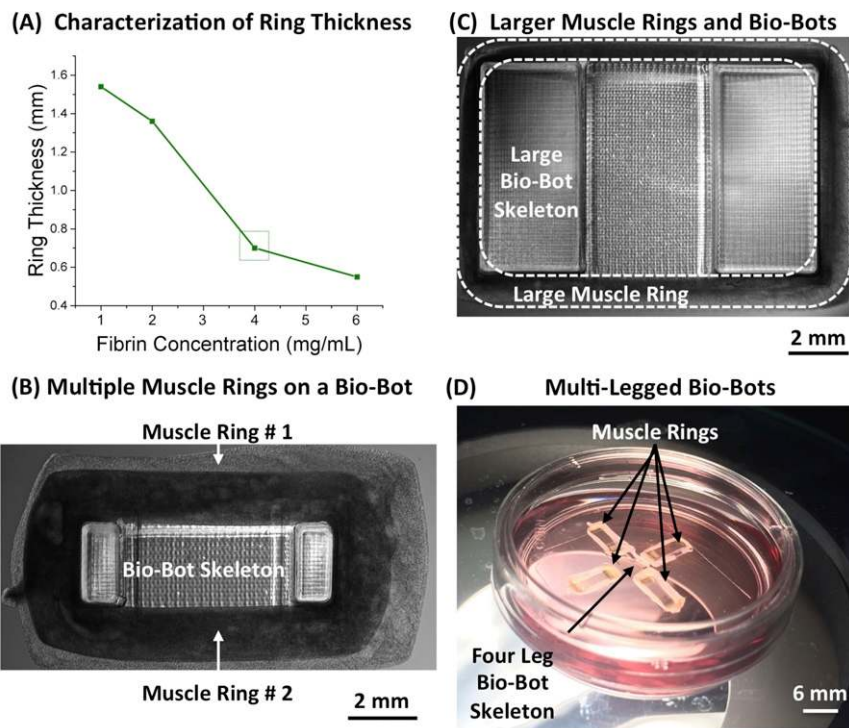 (A) Characterization of Ring Thickness
1.6
1.4
1.2
1.0
0.8
0.6
0.4
Ring Thickness (mm)
1 2 3 4 5 6
Fibrin Concentration (mg/mL)
(C) Larger Muscle Rings and Bio-Bots
Large
Bio-Bot
Skeleton
Large Muscle Ring
2 mm
(B) Multiple Muscle Rings on a Bio-Bot
Muscle Ring # 1
Bio-Bot Skeleton
Muscle Ring # 2
2 mm
(D) Multi-Legged Bio-Bots
Muscle Rings
Four Leg
Bio-Bot
Skeleton
6 mm